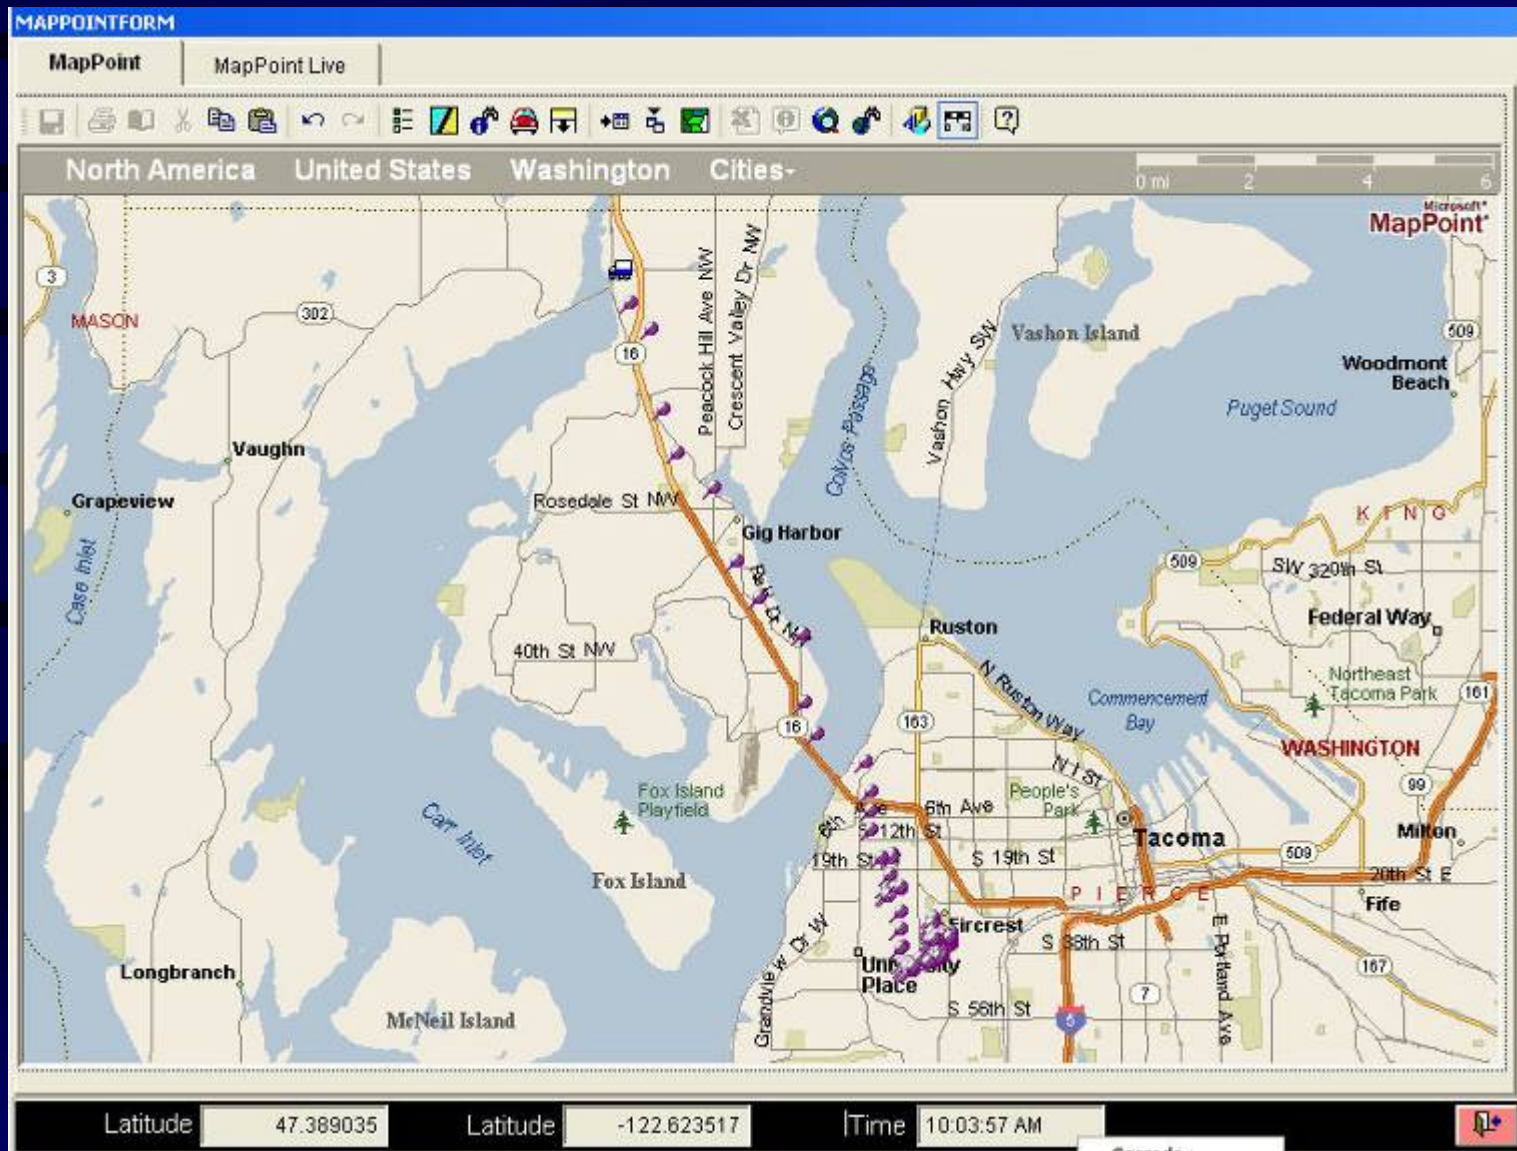 MAPPOINTFORM
MapPoint MapPoint Live
North America United States Washington Cities
0 mi 2 4 6
Microsoft
MapPoint
3
MASON
302
16
Peacock Hill Ave NW
Crescent Valley Dr NW
Colvos Passage
Vashon Hwy SW
Vashon Island
509
Woodmont
Beach
Puget Sound
Vaughn
Grapeview
Case Inlet
Rosedale St NW
Gig Harbor
KING
509
SW 320th St
Federal Way
Ruston
40th St NW
N Ruston Way
Commencement
Bay
Northeast
Tacoma Park
161
16
163
WASHINGTON
N I St
99
Fox Island
Playfield
People's
Park
6th Ave
6th Ave
S 12th St
Tacoma
Milton
Carr Inlet
19th St
S 19th St
509
20th St E
Fox Island
PIERCE
Fife
Fircrest
S 38th St
E Portland Ave
Grandview Dr W
University
Place
167
Longbranch
7
S 56th St
McNeil Island
5
Latitude 47.389035 Latitude -122.623517 Time 10:03:57 AM